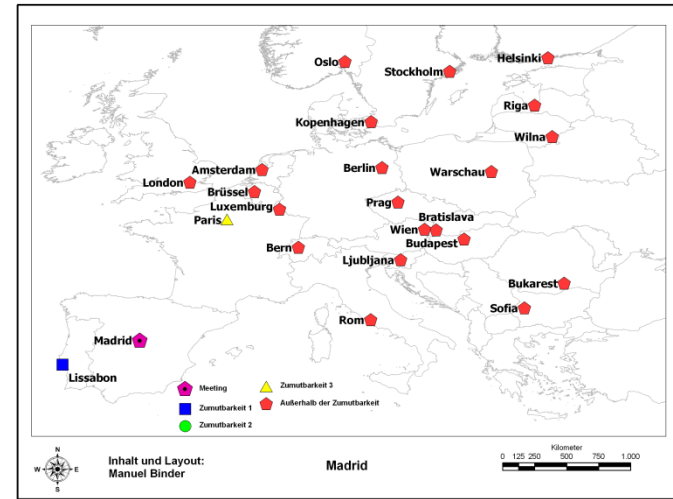 Oslo
Helsinki
Stockholm
Riga
Kopenhagen
Wilna
Amsterdam
Berlin
Warschau
London
Brüssel
Luxemburg
Prag
Paris
Bratislava
Wien
Budapest
Bern
Ljubljana
Bukarest
Sofia
Rom
Madrid
Lissabon
Meeting
Zumutbarkeit 3
Zumutbarkeit 1
Außerhalb der Zumutbarkeit
Zumutbarkeit 2
N
W E
S
Inhalt und Layout:
Manuel Binder
Madrid
Kilometer
0 125 250 500 750 1.000